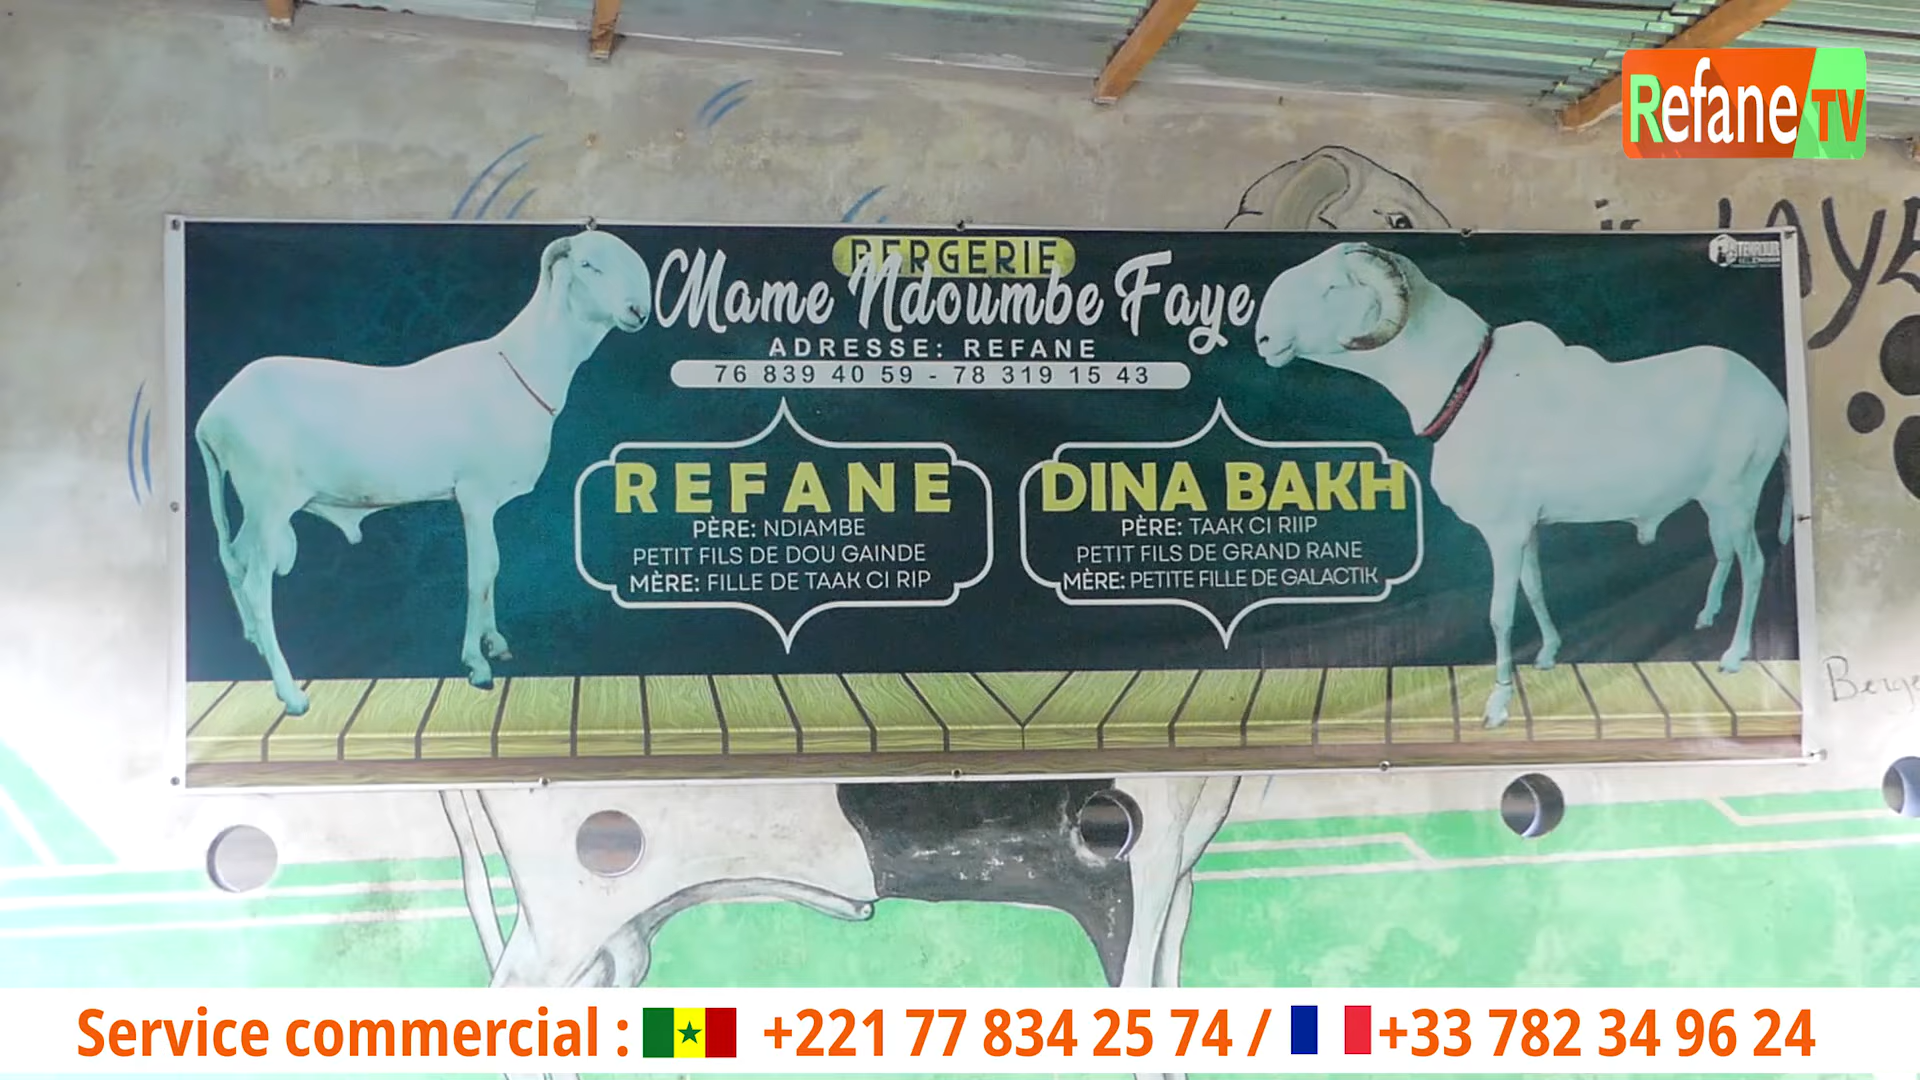 Refane TV
BERGERIE
Mame Ndoumbe Faye
ADRESSE: REFANE
76 839 40 59 - 78 319 15 43
REFANE
PÈRE: NDIAMBE
PETIT FILS DE DOU GAINDE
MÈRE: FILLE DE TAAK CI RIP
DINA BAKH
PÈRE: TAAK CI RIIP
PETIT FILS DE GRAND RANE
MÈRE: PETITE FILLE DE GALACTIK
Service commercial : +221 77 834 25 74 / +33 782 34 96 24